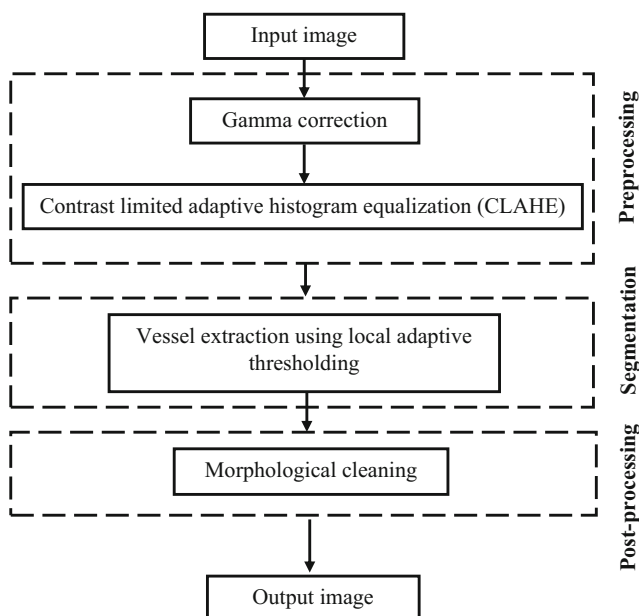 Input image
Gamma correction
Contrast limited adaptive histogram equalization (CLAHE)
Preprocessing
Vessel extraction using local adaptive
thresholding
Segmentation
Morphological cleaning
Post-processing
Output image